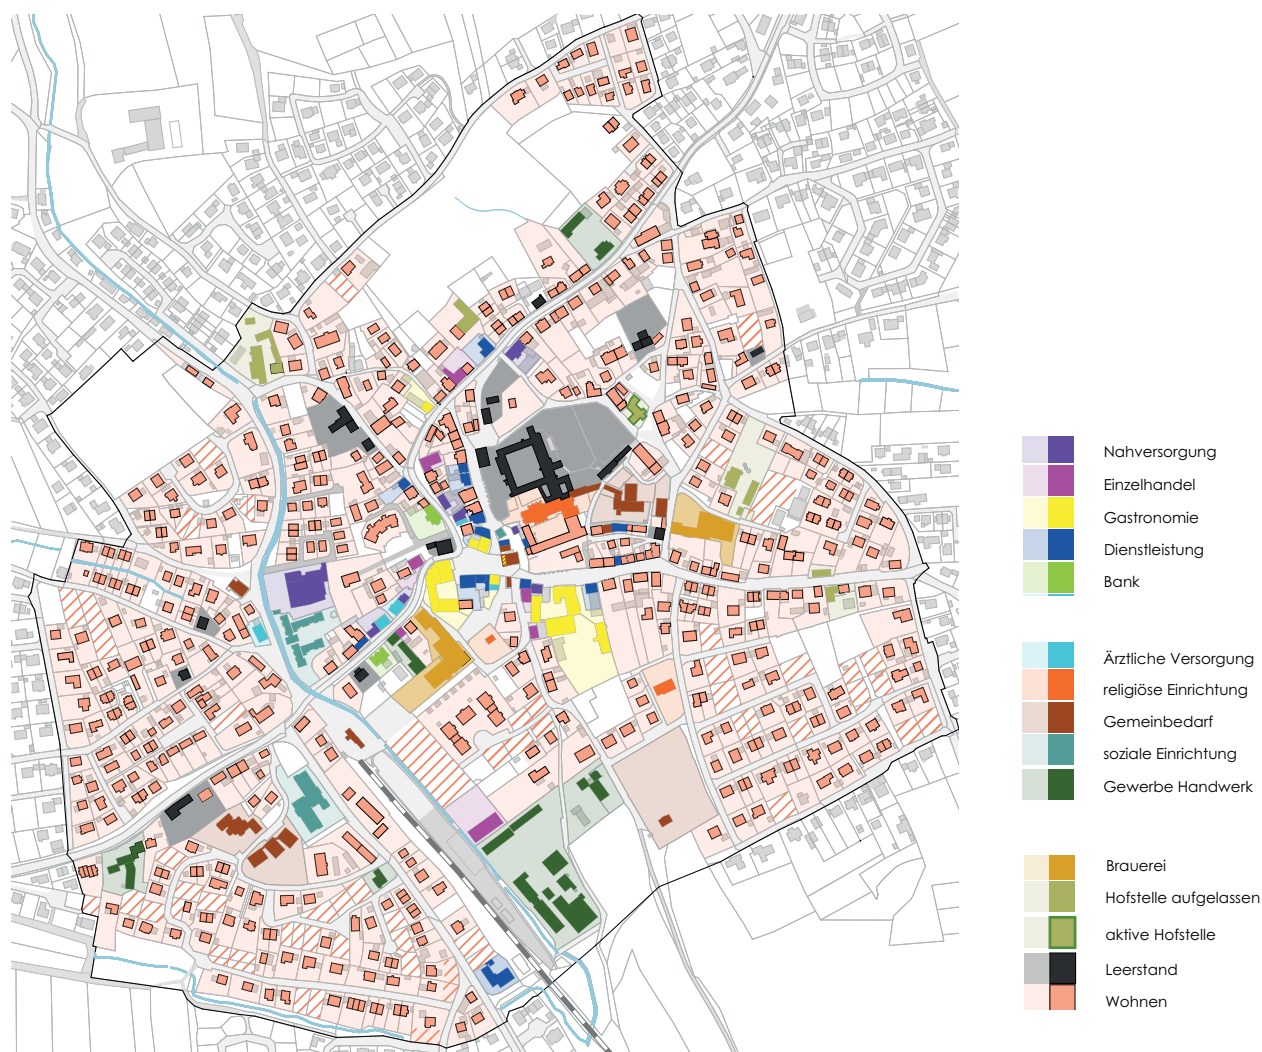 Nahversorgung
Einzelhandel
Gastronomie
Dienstleistung
Bank
Ärztliche Versorgung
religiöse Einrichtung
Gemeinbedarf
soziale Einrichtung
Gewerbe Handwerk
Brauerei
Hofstelle aufgelassen
aktive Hofstelle
Leerstand
Wohnen